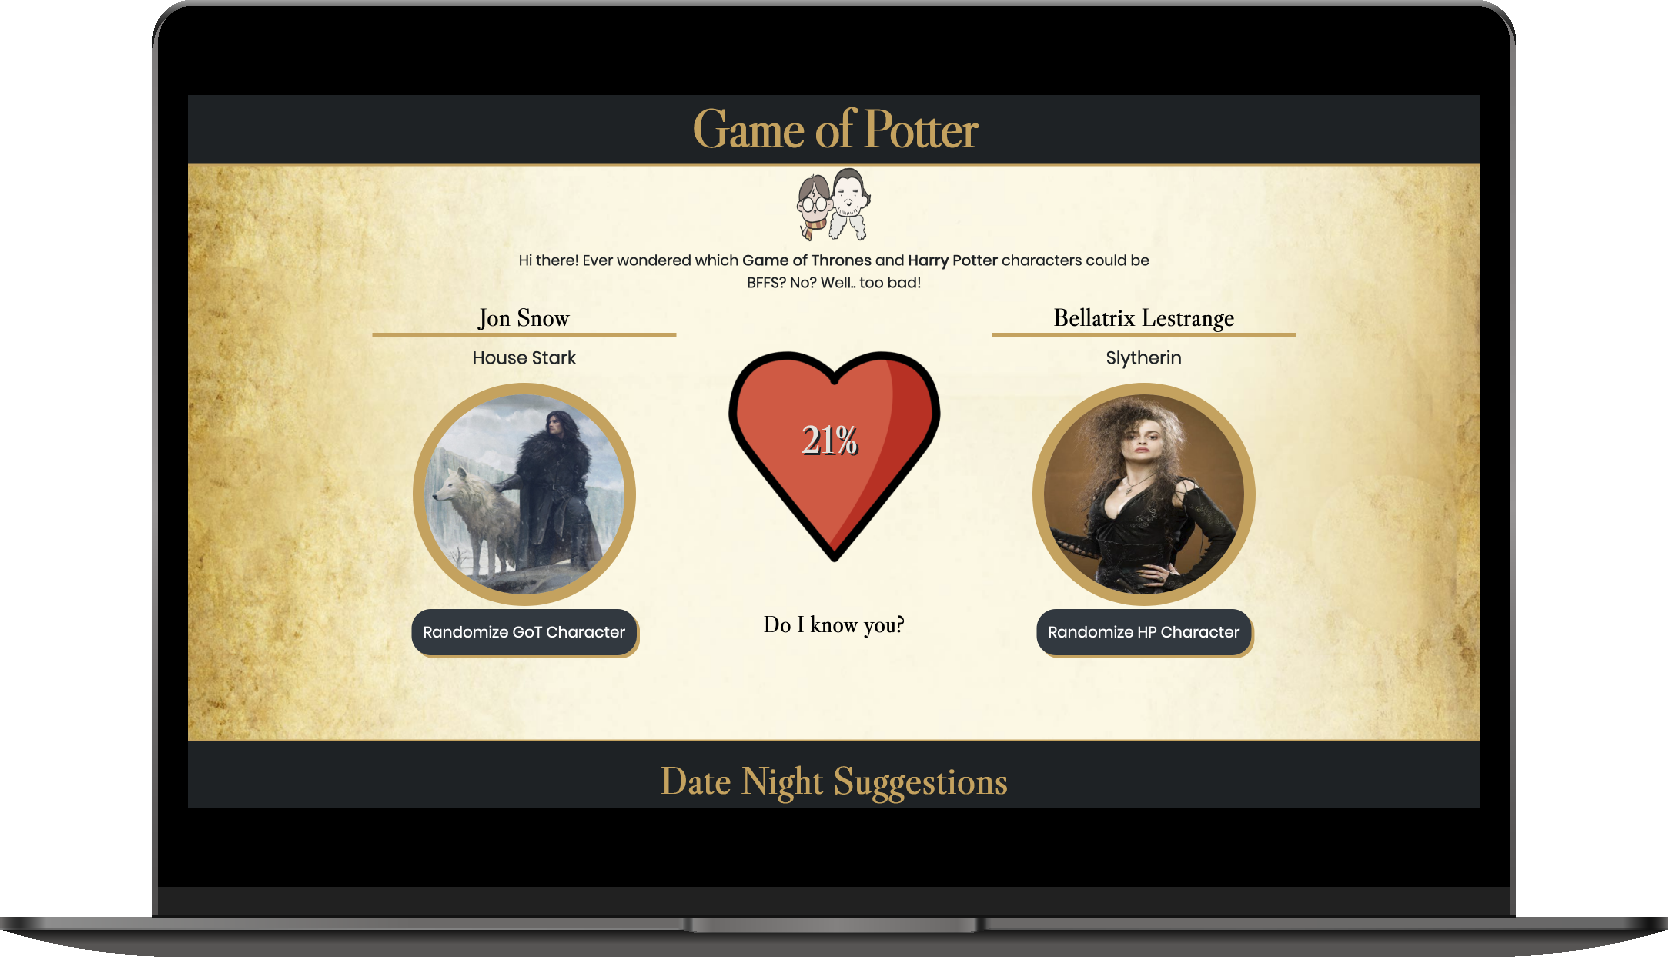 Game of Potter
Hi there! Ever wondered which Game of Thrones and Harry Potter characters could be
BFFS? No? Well.. too bad!
Jon Snow
House Stark
Randomize GoT Character
21%
Do I know you?
Bellatrix Lestrange
Slytherin
Randomize HP Character
Date Night Suggestions